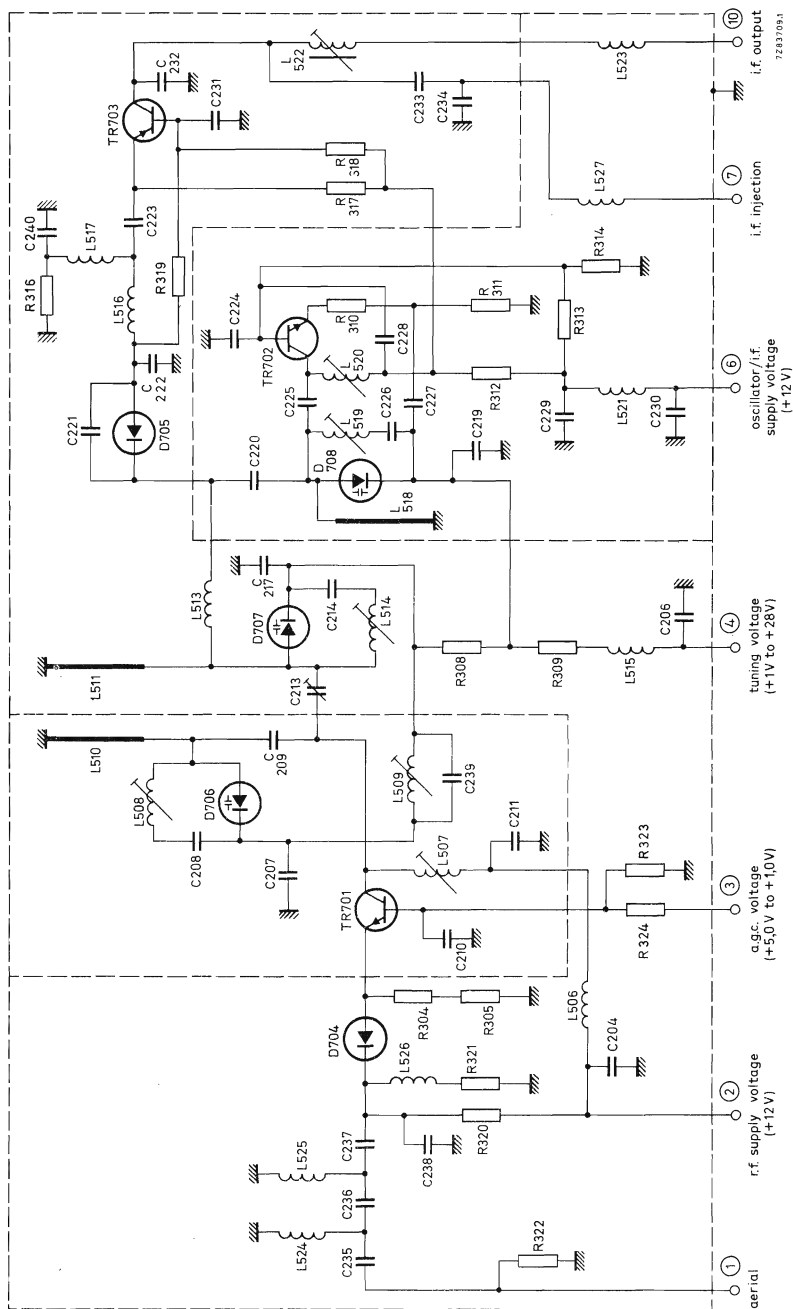 C 232
C231
TR703
L 522
C233
C234
L523
10
i.f. output
7Z83709.1
C240
L517
C223
R316
L516
R319
R 318
R 317
L527
7
i.f. injection
C 222
C221
D705
C224
TR702
R 310
R 311
R314
R313
C225
L 520
C228
L 519
C226
C227
R312
C220
D 708
C219
L 518
C229
L521
C230
6
oscillator/i.f.
supply voltage
(+12 V)
L513
C 217
D707
C214
L514
L511
C213
R308
R309
L515
C206
4
tuning voltage
(+1V to +28V)
L510
C 209
L508
D706
C208
C207
L509
C239
L507
C211
TR701
C210
R323
R324
3
a.g.c. voltage
(+5,0 V to +1,0V)
D704
R304
R305
L506
L526
R321
C204
R320
C238
2
r.f. supply voltage
(+12 V)
C237
L525
C236
L524
C235
R322
1
aerial